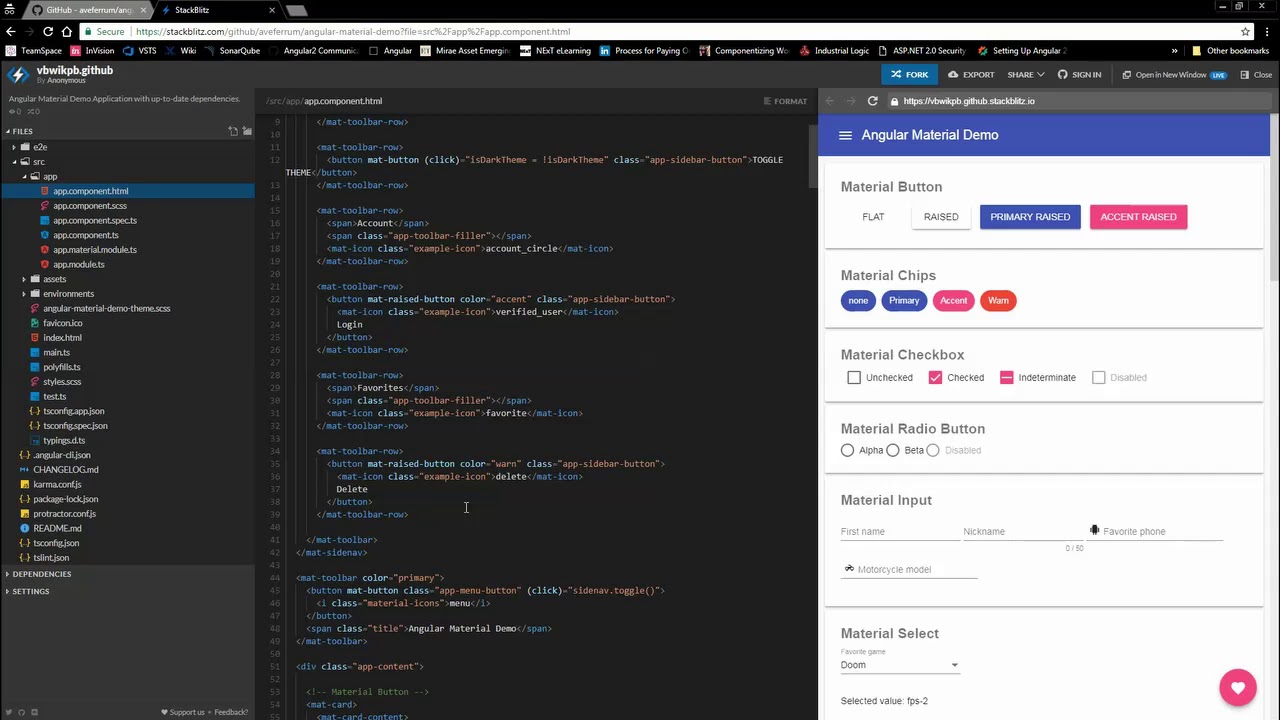 GitHub - aveferrum/ang
StackBlitz
Secure
https://stackblitz.com/github/aveferrum/angular-material-demo?file=src%2Fapp%2Fapp.component.html
TeamSpace
InVision
VSTS
Wiki
SonarQube
Angular2 Communic
Angular
Mirae Asset Emergin
NExT eLearning
Process for Paying O
Componentizing Wo
Industrial Logic
ASP.NET 2.0 Security
Setting Up Angular 2
»
Other bookmarks
vbwikpb.github
By Anonymous
FORK
EXPORT
SHARE
SIGN IN
Open in New Window LIVE
Close
Angular Material Demo Application with up-to-date dependencies.
0 0
FILES
e2e
src
app
app.component.html
app.component.scss
app.component.spec.ts
app.component.ts
app.material.module.ts
app.module.ts
assets
environments
angular-material-demo-theme.scss
favicon.ico
index.html
main.ts
polyfills.ts
styles.scss
test.ts
tsconfig.app.json
tsconfig.spec.json
typings.d.ts
.angular-cli.json
CHANGELOG.md
karma.conf.js
package-lock.json
protractor.conf.js
README.md
tsconfig.json
tslint.json
DEPENDENCIES
SETTINGS
Support us • Feedback?
/src/app/app.component.html
FORMAT
9 </mat-toolbar-row>
10
11 <mat-toolbar-row>
12 <button mat-button (click)="isDarkTheme = !isDarkTheme" class="app-sidebar-button">TOGGLE
THEME</button>
13 </mat-toolbar-row>
14
15 <mat-toolbar-row>
16 <span>Account</span>
17 <span class="app-toolbar-filler"></span>
18 <mat-icon class="example-icon">account_circle</mat-icon>
19 </mat-toolbar-row>
20
21 <mat-toolbar-row>
22 <button mat-raised-button color="accent" class="app-sidebar-button">
23 <mat-icon class="example-icon">verified_user</mat-icon>
24 Login
25 </button>
26 </mat-toolbar-row>
27
28 <mat-toolbar-row>
29 <span>Favorites</span>
30 <span class="app-toolbar-filler"></span>
31 <mat-icon class="example-icon">favorite</mat-icon>
32 </mat-toolbar-row>
33
34 <mat-toolbar-row>
35 <button mat-raised-button color="warn" class="app-sidebar-button">
36 <mat-icon class="example-icon">delete</mat-icon>
37 Delete
38 </button>
39 </mat-toolbar-row>
40
41 </mat-toolbar>
42 </mat-sidenav>
43
44 <mat-toolbar color="primary">
45 <button mat-button class="app-menu-button" (click)="sidenav.toggle()">
46 <i class="material-icons">menu</i>
47 </button>
48 <span class="title">Angular Material Demo</span>
49 </mat-toolbar>
50
51 <div class="app-content">
52
53 <!-- Material Button -->
54 <mat-card>
55 <mat-card-content>
https://vbwikpb.github.stackblitz.io
Angular Material Demo
Material Button
FLAT
RAISED
PRIMARY RAISED
ACCENT RAISED
Material Chips
none
Primary
Accent
Warn
Material Checkbox
Unchecked
Checked
Indeterminate
Disabled
Material Radio Button
Alpha
Beta
Disabled
Material Input
First name
Nickname
Favorite phone
0 / 50
Motorcycle model
Material Select
Favorite game
Doom
Selected value: fps-2